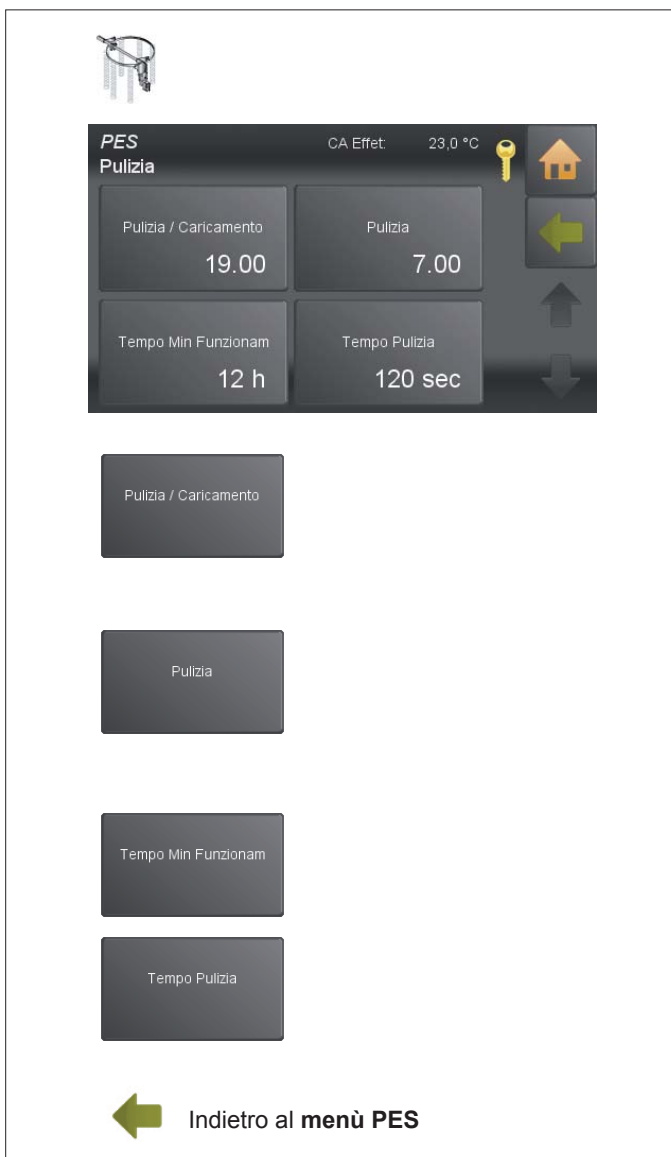 PES CA Effet: 23,0 °C
Pulizia
Pulizia / Caricamento Pulizia
19.00 7.00
Tempo Min Funzionam Tempo Pulizia
12 h 120 sec
Pulizia / Caricamento
Pulizia
Tempo Min Funzionam
Tempo Pulizia
Indietro al menù PES